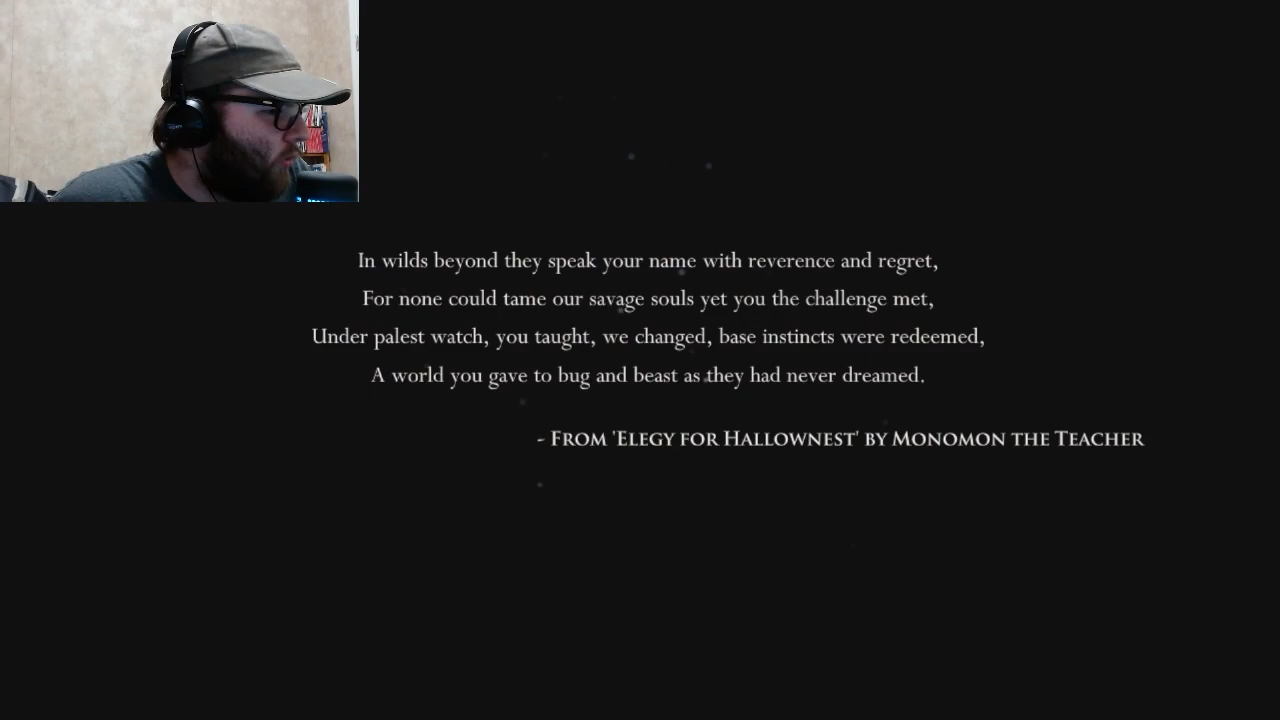 In wilds beyond they speak your name with reverence and regret,
For none could tame our savage souls yet you the challenge met,
Under palest watch, you taught, we changed, base instincts were redeemed,
A world you gave to bug and beast as they had never dreamed.
- From 'Elegy for Hallownest' by Monomon the Teacher